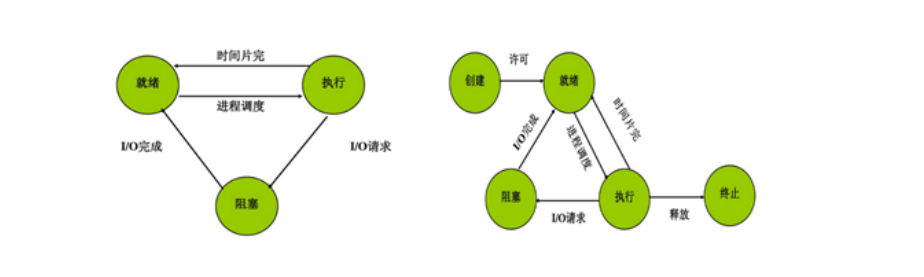 时间片完
就绪
执行
进程调度
I/O完成
I/O请求
阻塞
许可
创建
就绪
I/O完成
进程调度
时间片完
阻塞
执行
终止
I/O请求
释放